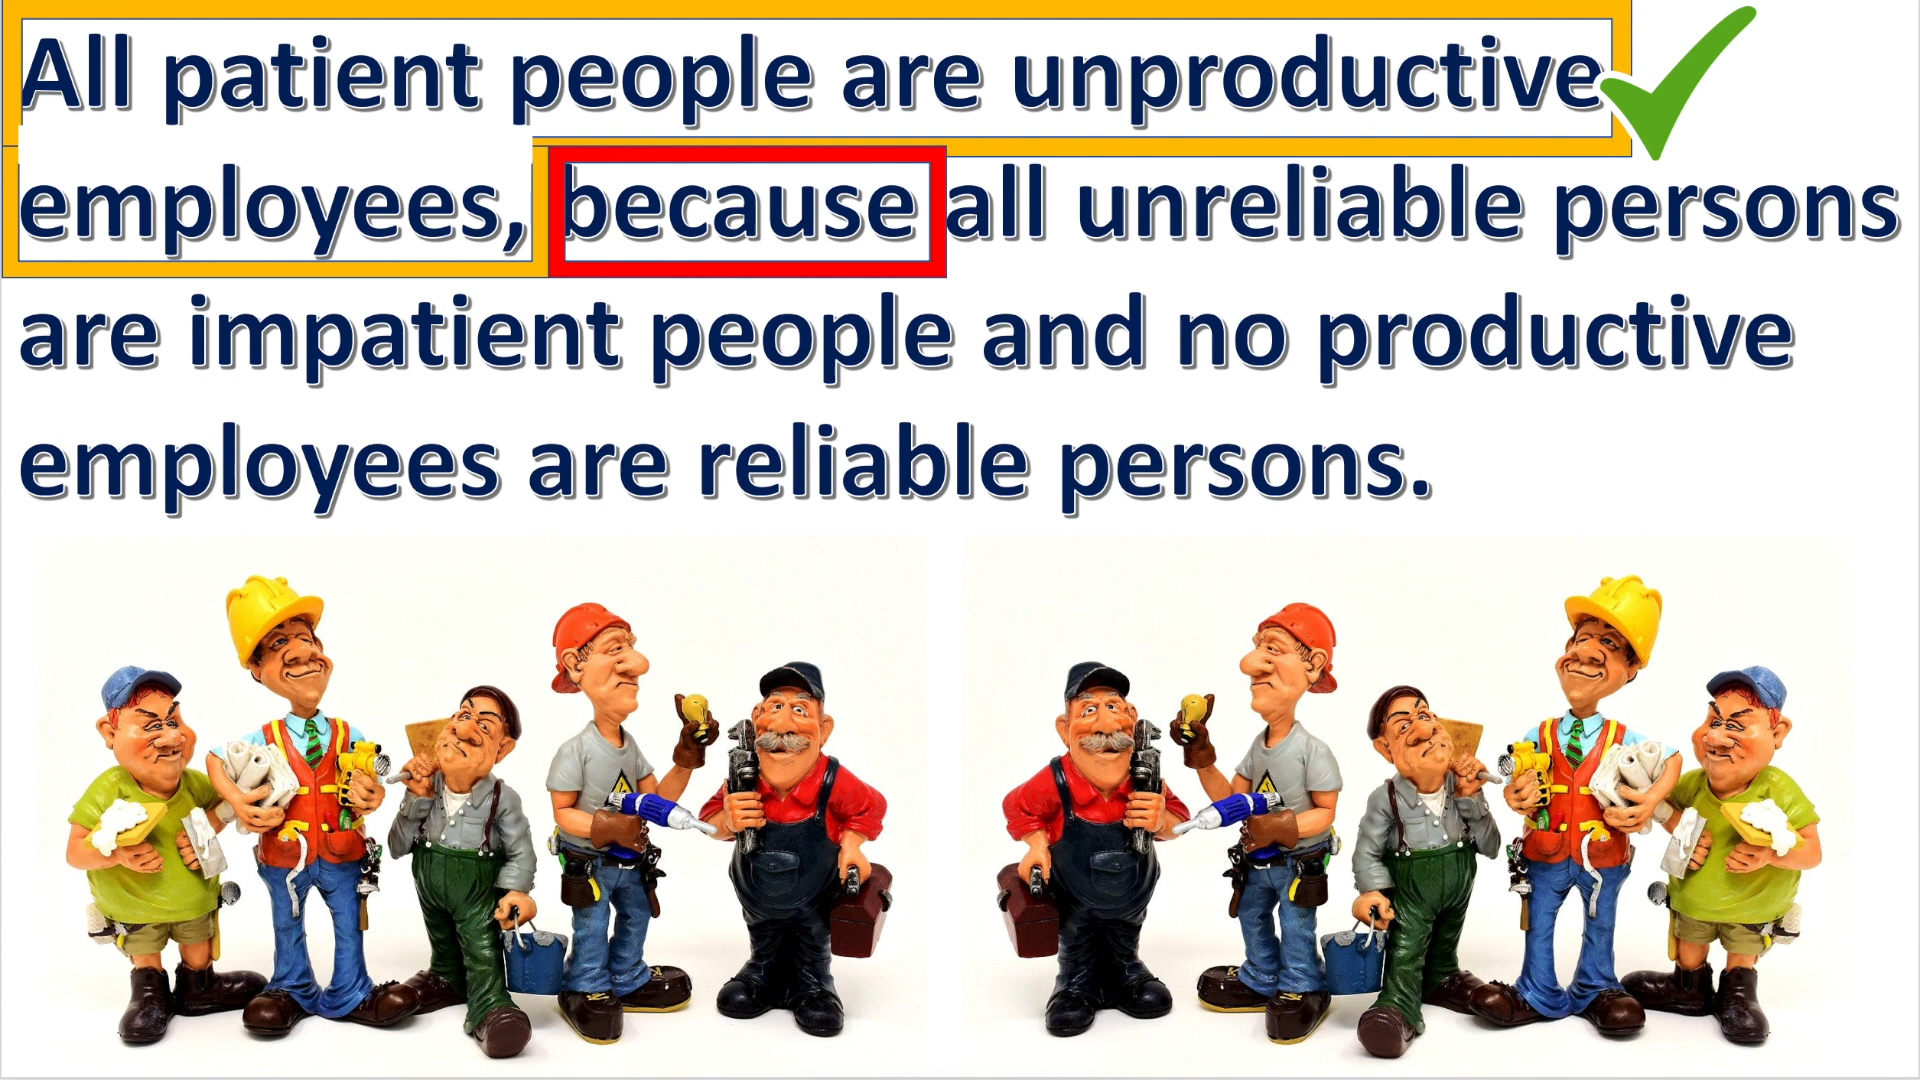 All patient people are unproductive
employees, because all unreliable persons
are impatient people and no productive
employees are reliable persons.